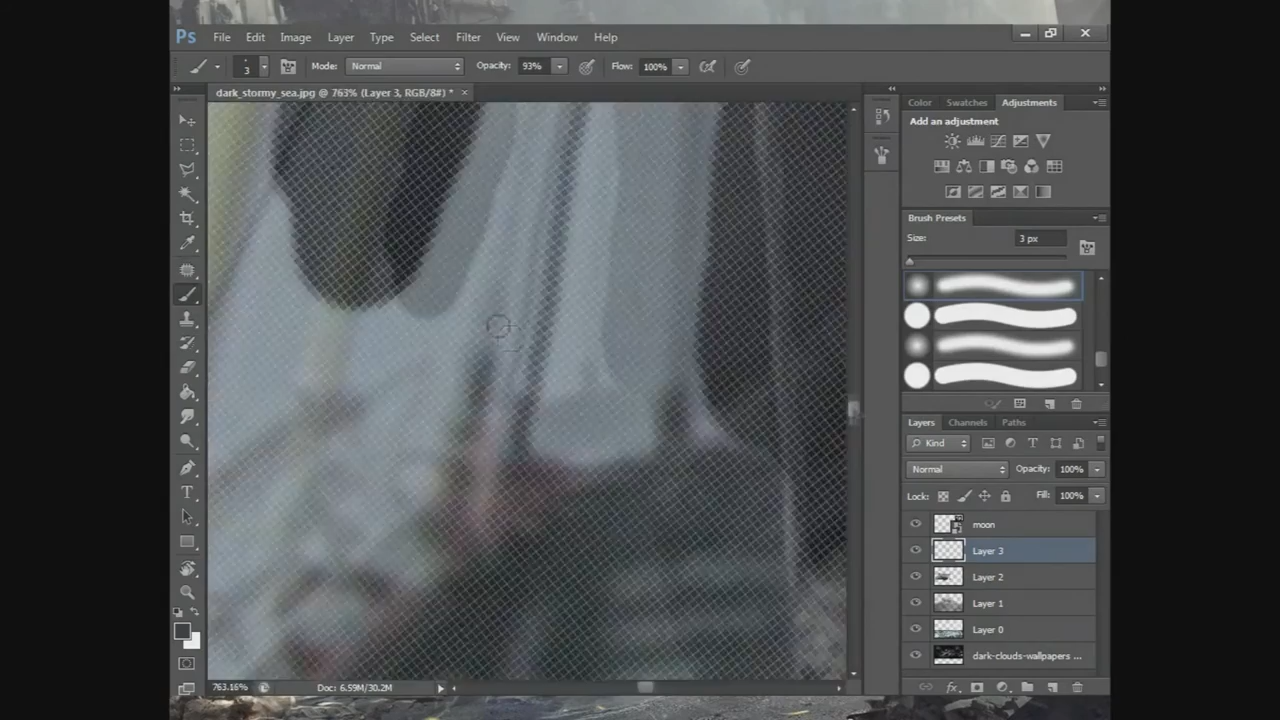 Ps File Edit Image Layer Type Select Filter View Window Help
3 Mode: Normal Opacity: 93% Flow: 100%
dark_stormy_sea.jpg @ 763% (Layer 3, RGB/8#) *
Color Swatches Adjustments
Add an adjustment
Brush Presets
Size: 3 px
Layers Channels Paths
Kind
Normal Opacity: 100%
Lock: Fill: 100%
moon
Layer 3
Layer 2
Layer 1
Layer 0
dark-clouds-wallpapers ...
763.16% Doc: 6.59M/30.2M